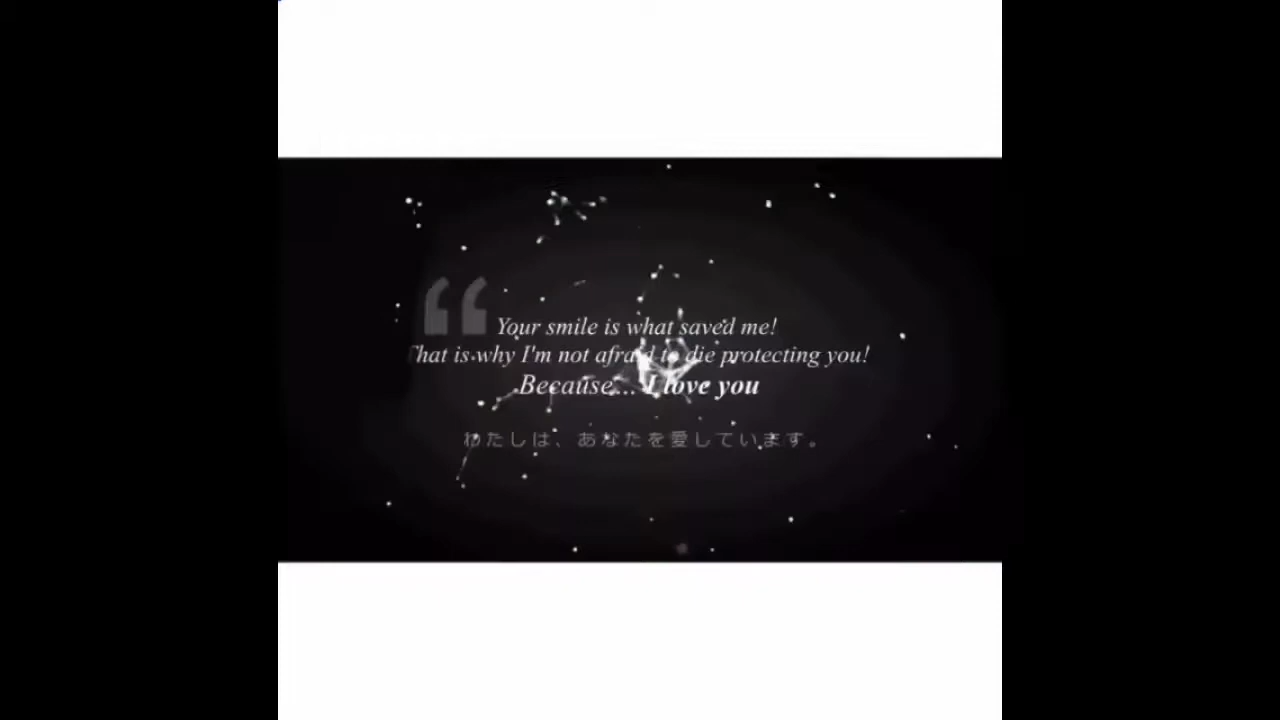 “
Your smile is what saved me!
That is why I'm not afraid to die protecting you!
Because... I love you
わたしは、あなたを愛しています。